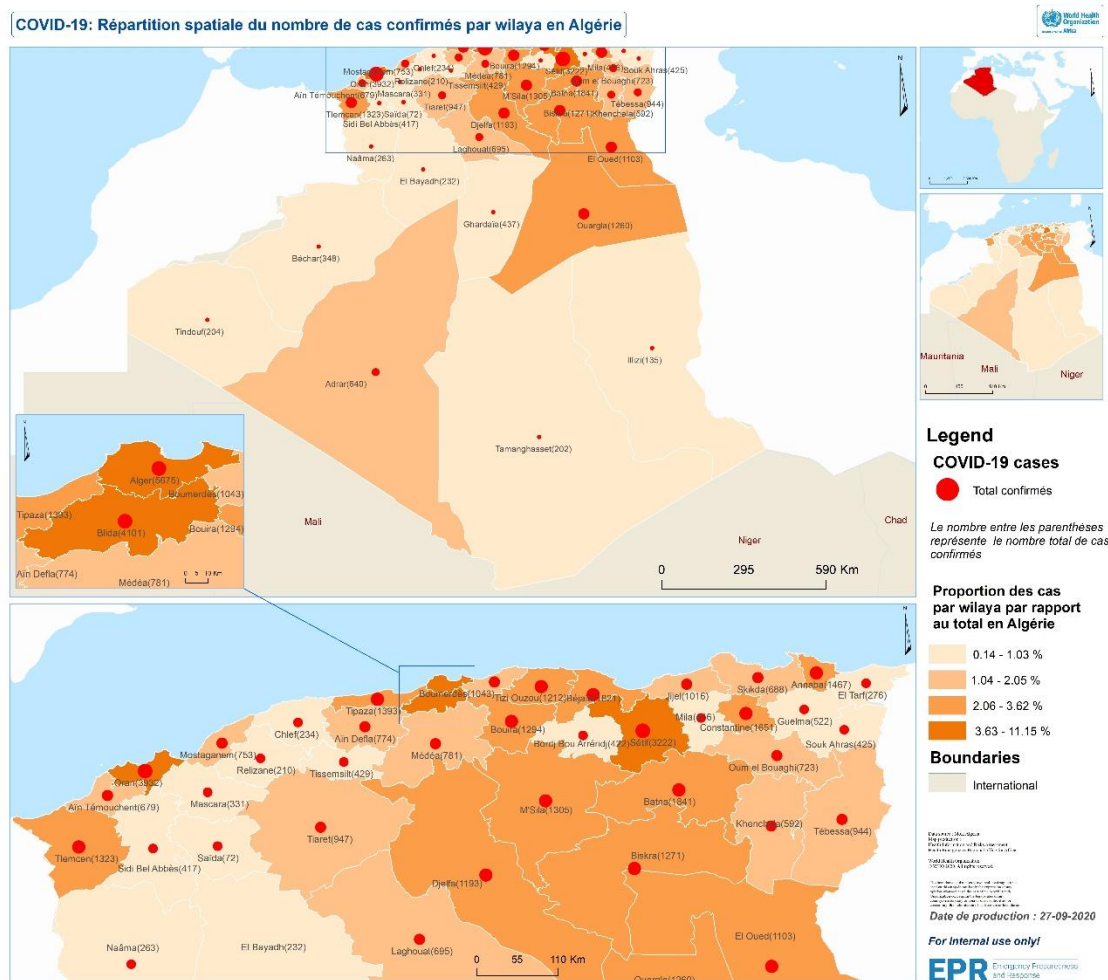 COVID-19: Répartition spatiale du nombre de cas confirmés par wilaya en Algérie
World Health
Organization
Africa
Mostaganem(753)
Chlef(234)
Médéa(781)
Bouira(1294)
Sétif(3222)
Souk Ahras(425)
Oran(3932)
Relizane(210)
Tissemsilt(429)
Oum el Bouaghi(723)
Aïn Témouchent(679)
Mascara(331)
M'Sila(1305)
Batna(1841)
Tiaret(947)
Tébessa(944)
Tlemcen(1323)
Saïda(72)
Biskra(1271)
Khenchela(592)
Sidi Bel Abbès(417)
Djelfa(1193)
Laghouat(695)
Naâma(263)
El Oued(1103)
El Bayadh(232)
Ghardaïa(437)
Ouargla(1260)
Béchar(348)
Tindouf(204)
Illizi(135)
Adrar(640)
Tamanghasset(202)
Mali
Niger
Chad
0 295 590 Km
Alger(5675)
Boumerdès(1043)
Tipaza(1393)
Blida(4101)
Bouira(1294)
Aïn Defla(774)
Médéa(781)
0 5 10 Km
Mauritania
Mali
Niger
Legend
COVID-19 cases
Total confirmés
Le nombre entre les parenthèses
représente le nombre total de cas
confirmés
Proportion des cas
par wilaya par rapport
au total en Algérie
0.14 - 1.03 %
1.04 - 2.05 %
2.06 - 3.62 %
3.63 - 11.15 %
Boundaries
International
Boumerdès(1043)
Tizi Ouzou(1212)
Jijel(1016)
Skikda(688)
Annaba(1467)
El Tarf(276)
Tipaza(1393)
Chlef(234)
Aïn Defla(774)
Bouira(1294)
Constantine(1651)
Guelma(522)
Mostaganem(753)
Médéa(781)
Bordj Bou Arréridj(422)
Sétif(3222)
Souk Ahras(425)
Relizane(210)
Tissemsilt(429)
Oum el Bouaghi(723)
Oran(3932)
Aïn Témouchent(679)
Mascara(331)
M'Sila(1305)
Batna(1841)
Tiaret(947)
Khenchela(592)
Tébessa(944)
Tlemcen(1323)
Sidi Bel Abbès(417)
Saïda(72)
Djelfa(1193)
Biskra(1271)
Naâma(263)
El Bayadh(232)
Laghouat(695)
El Oued(1103)
0 55 110 Km
Ouargla(1260)
Date de production : 27-09-2020
For Internal use only!
EPR Emergency Preparedness
and Response